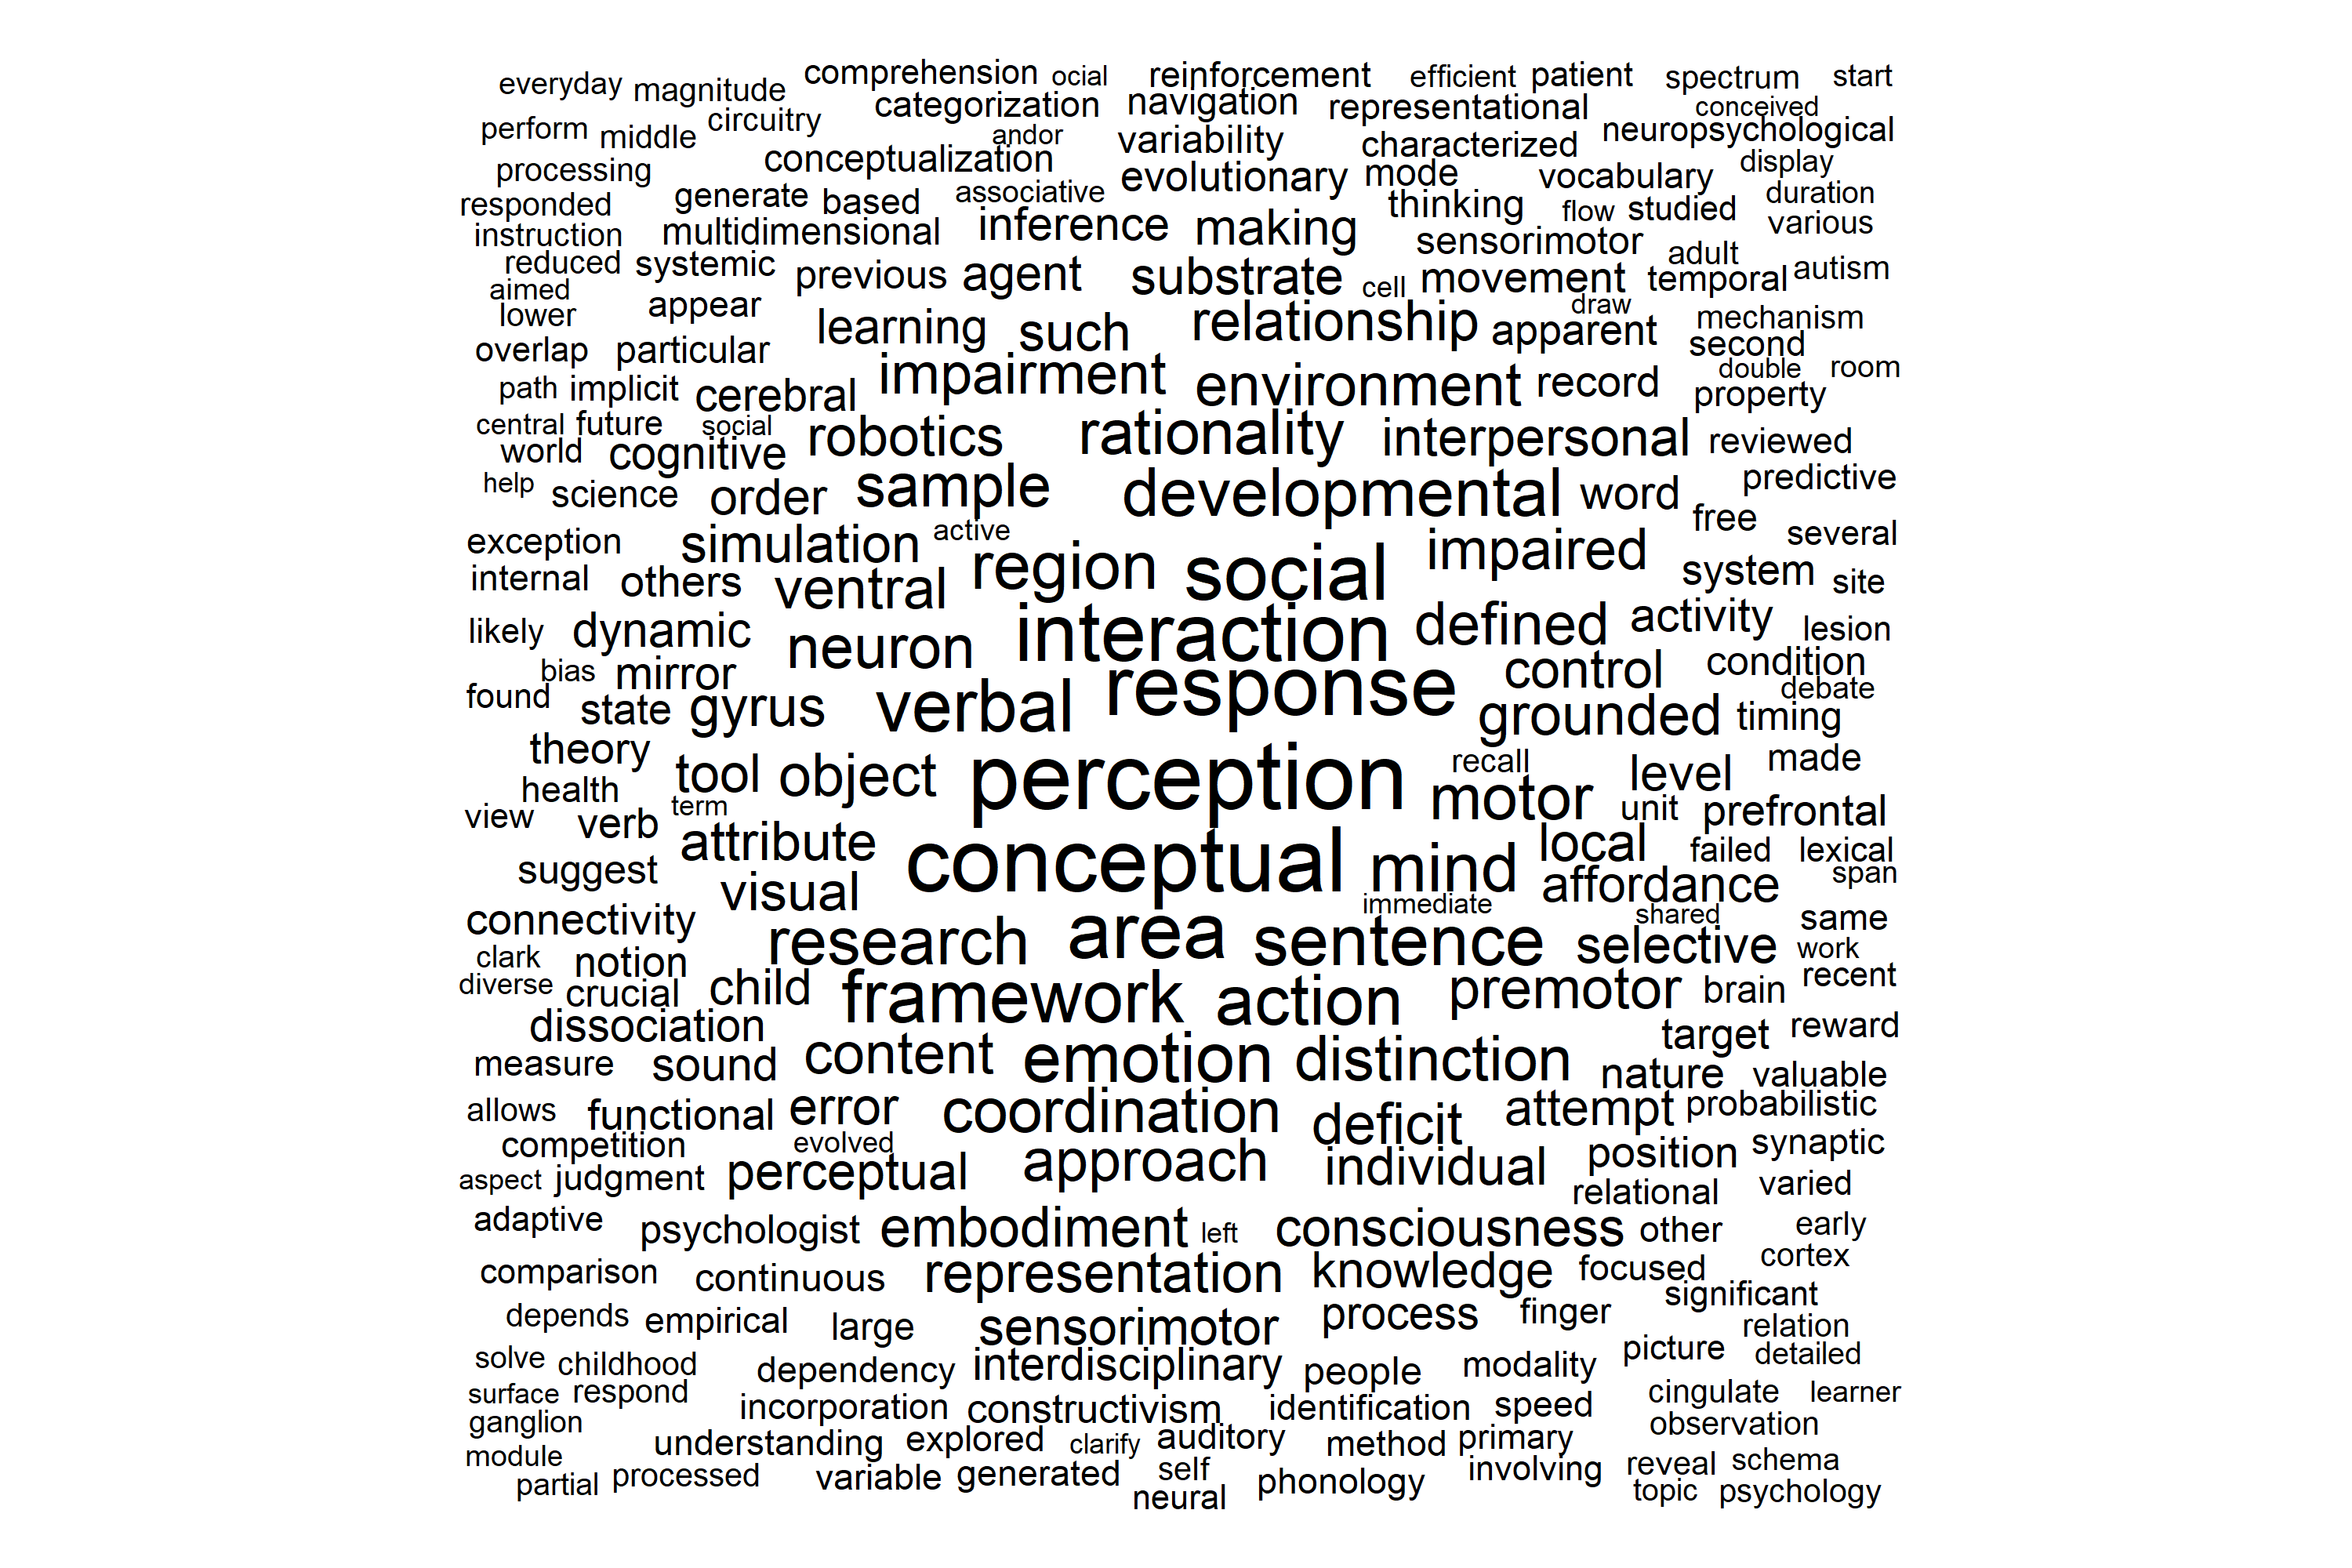 everyday magnitude comprehension ocial reinforcement efficient patient spectrum start
perform middle circuitry categorization navigation representational conceived
andor variability characterized neuropsychological
processing conceptualization evolutionary mode vocabulary display
responded generate based associative thinking flow studied duration
instruction multidimensional inference making sensorimotor adult various
reduced systemic previous agent substrate cell movement temporal autism
aimed appear draw
lower learning such relationship apparent mechanism
overlap particular second
path implicit cerebral impairment environment record double room
property
central future social robotics rationality interpersonal reviewed
world cognitive predictive
help science order sample developmental word
exception simulation active impaired free several
internal others ventral region social system site
likely dynamic neuron interaction defined activity lesion
bias mirror control condition
found state gyrus verbal response grounded timing debate
theory tool object perception recall level made
health term motor unit prefrontal
view verb attribute local failed lexical
suggest visual conceptual mind affordance span
connectivity immediate shared same
clark notion research area sentence selective work
diverse crucial child framework action premotor brain recent
dissociation target reward
measure sound content emotion distinction nature valuable
allows functional error coordination deficit attempt probabilistic
competition evolved synaptic
aspect judgment perceptual approach individual position
relational varied
adaptive psychologist embodiment left consciousness other early
comparison continuous representation knowledge focused cortex
depends empirical large sensorimotor process finger significant
relation
solve childhood dependency interdisciplinary people modality picture detailed
surface respond incorporation constructivism identification speed cingulate learner
ganglion understanding explored clarify auditory method primary observation
module partial processed variable generated self phonology involving reveal schema
neural topic psychology